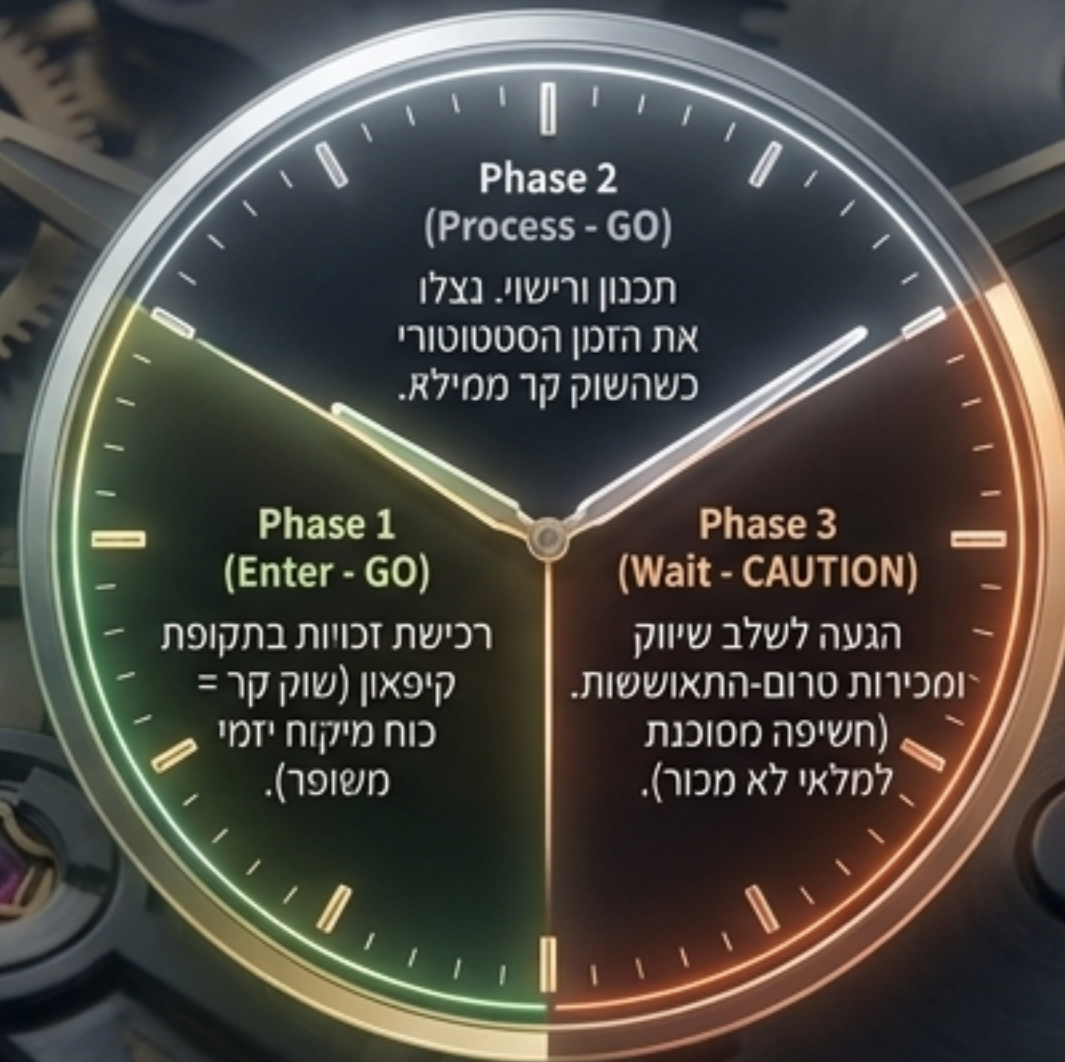 Phase 2
(Process - GO)
תכנון ורישוי. נצלו
את הזמן הסטטוטורי
כשהשוק קר ממילא.
Phase 1
(Enter - GO)
רכישת זכויות בתקופת
קיפאון (שוק קר =
כוח מיקוח יזמי
משופר).
Phase 3
(Wait - CAUTION)
הגעה לשלב שיווק
ומכירות טרום-התאוששות.
(חשיפה מסוכנת
למלאי לא מכור).